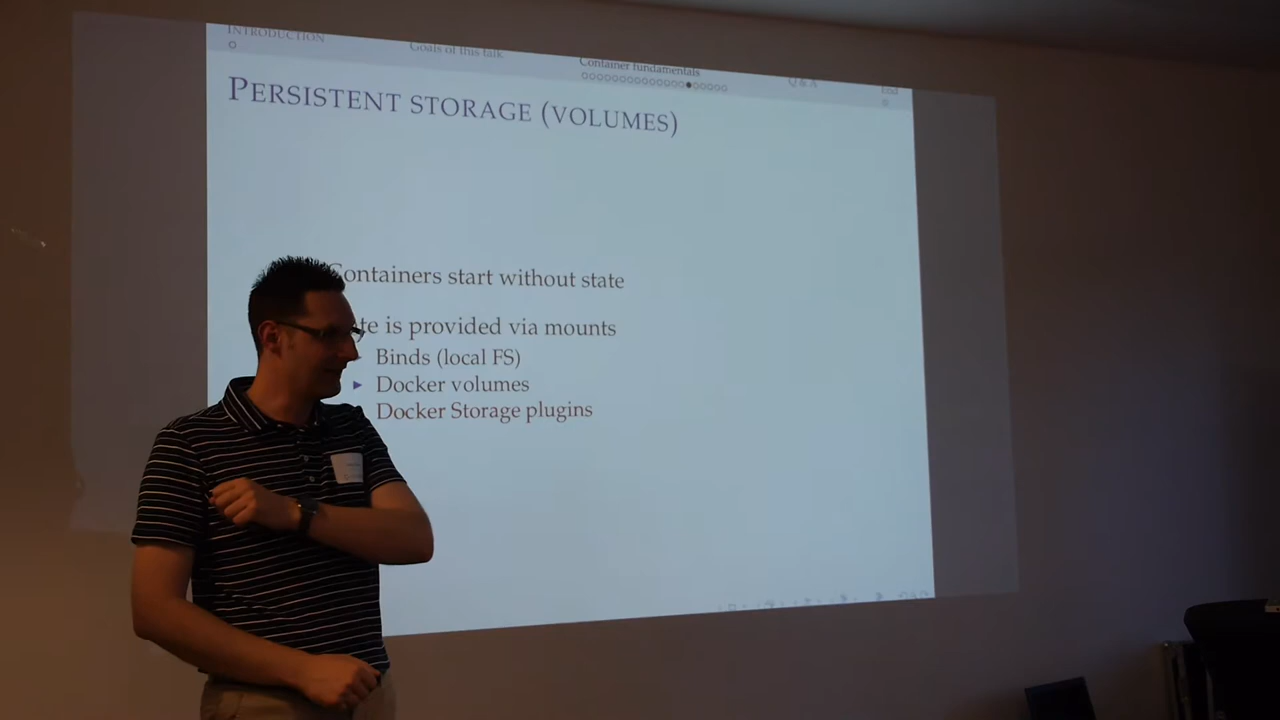 INTRODUCTION
Goals of this talk
Container fundamentals
Q & A
End
PERSISTENT STORAGE (VOLUMES)
Containers start without state
te is provided via mounts
Binds (local FS)
Docker volumes
Docker Storage plugins